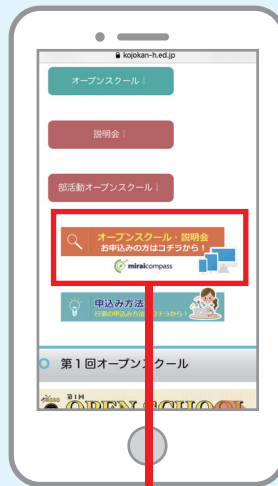 kojokan-h.ed.jp
オープンスクール↓
説明会↓
部活動オープンスクール↓
オープンスクール・説明会
お申込みの方はコチラから！
miraicompass
申込み方法
行事の申込み方法はコチラから！
第1回オープンスクール
第1回
OPEN SCHOOL